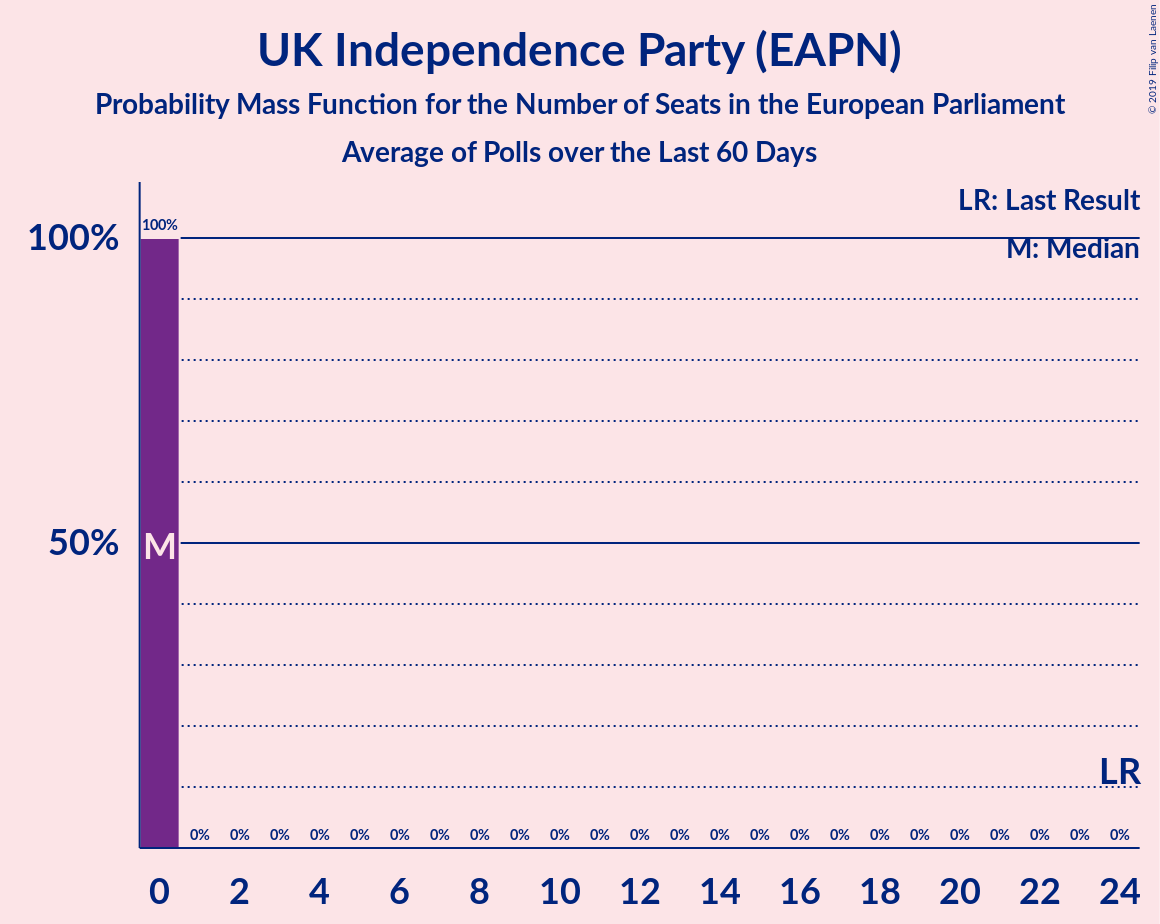 UK Independence Party (EAPN)
Probability Mass Function for the Number of Seats in the European Parliament
Average of Polls over the Last 60 Days
© 2019 Filip van Laenen
LR: Last Result
M: Median
100%
100%
50%
M
LR
0% 0% 0% 0% 0% 0% 0% 0% 0% 0% 0% 0% 0% 0% 0% 0% 0% 0% 0% 0% 0% 0% 0% 0%
0 2 4 6 8 10 12 14 16 18 20 22 24